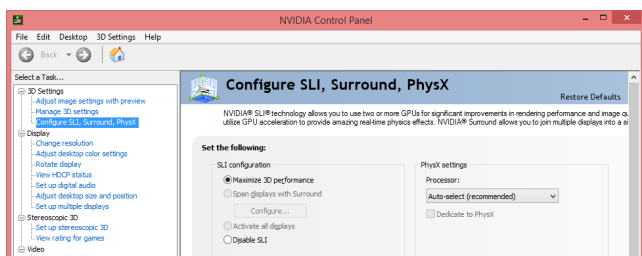 NVIDIA Control Panel
File Edit Desktop 3D Settings Help
Back
Select a Task...
3D Settings
Adjust image settings with preview
Manage 3D settings
Configure SLI, Surround, PhysX
Display
Change resolution
Adjust desktop color settings
Rotate display
View HDCP status
Set up digital audio
Adjust desktop size and position
Set up multiple displays
Stereoscopic 3D
Set up stereoscopic 3D
View rating for games
Video
Configure SLI, Surround, PhysX
Restore Defaults
NVIDIA® SLI® technology allows you to use two or more GPUs for significant improvements in rendering performance and image qu
utilize GPU acceleration to provide amazing real-time physics effects. NVIDIA® Surround allows you to join multiple displays into a si
Set the following:
SLI configuration
Maximize 3D performance
Span displays with Surround
Configure...
Activate all displays
Disable SLI
PhysX settings
Processor:
Auto-select (recommended)
Dedicate to PhysX